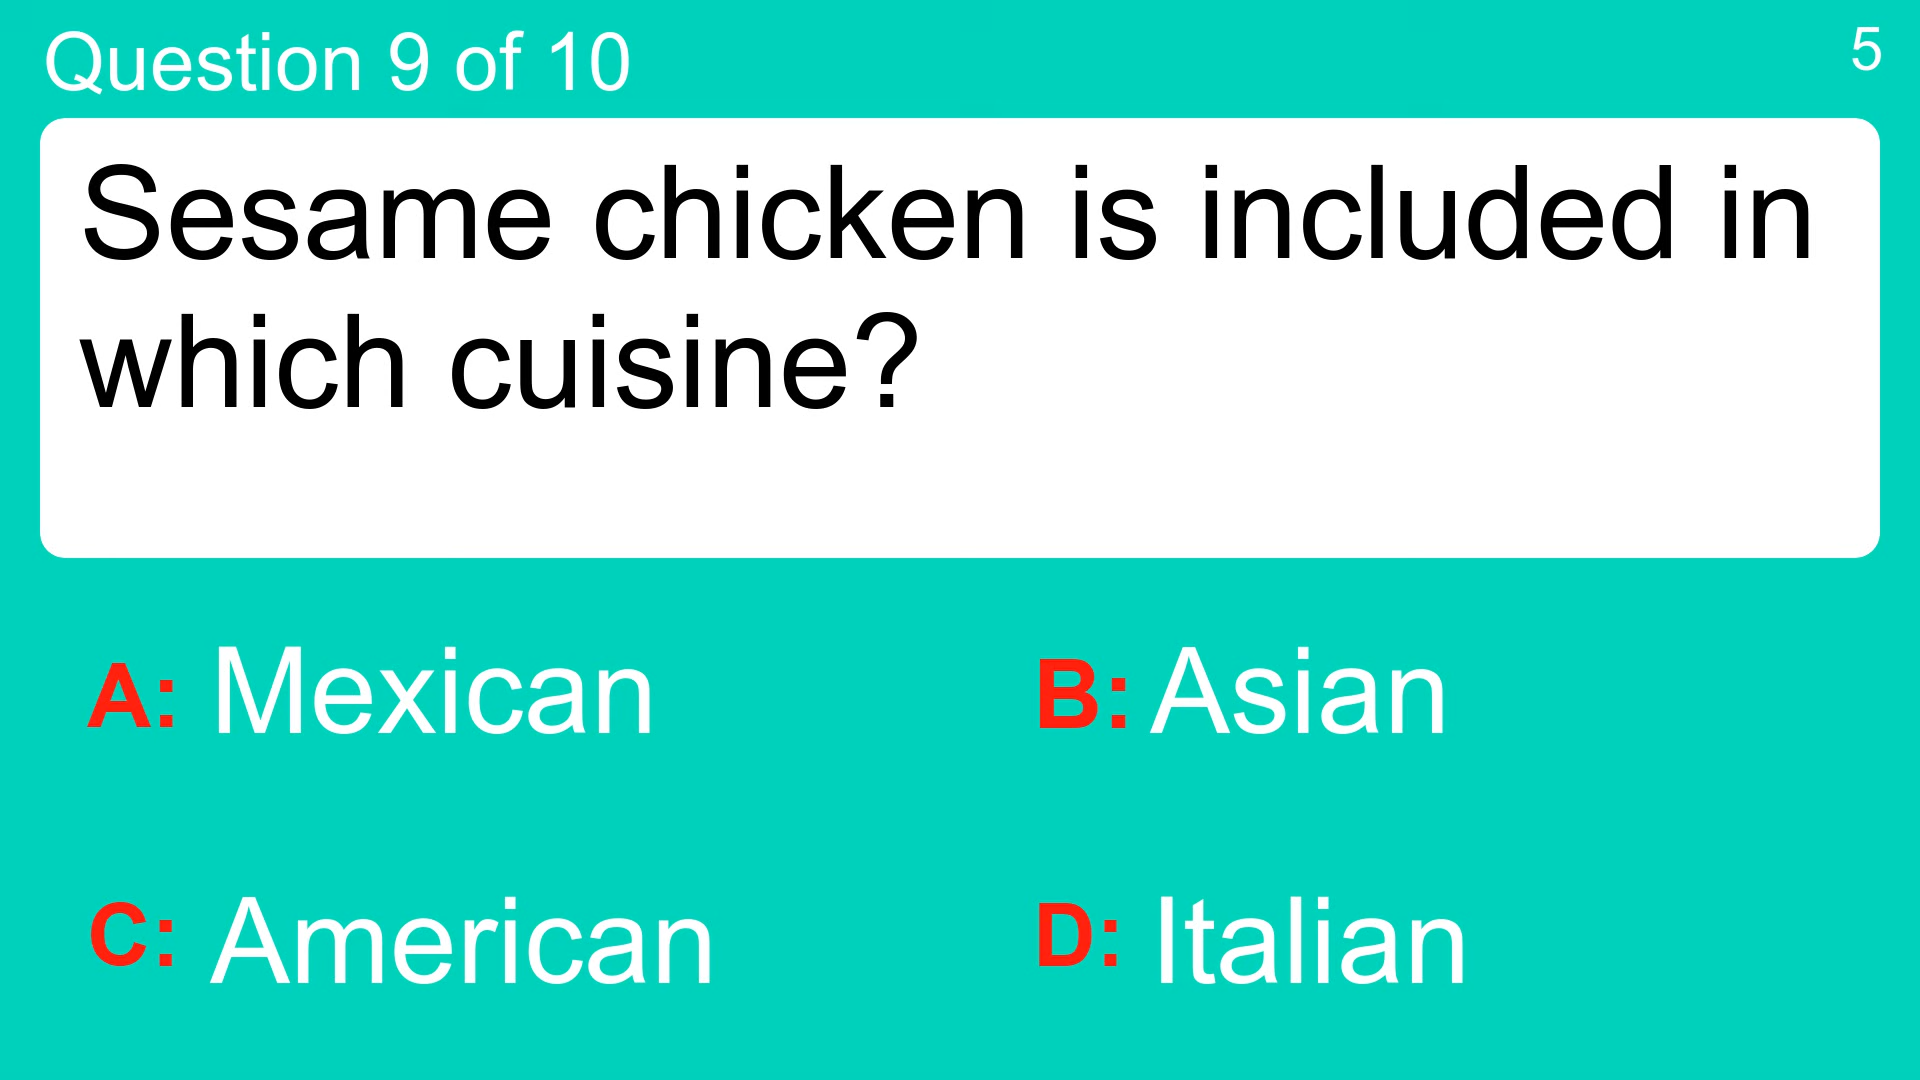 Question 9 of 10
5
Sesame chicken is included in
which cuisine?
A: Mexican
B: Asian
C: American
D: Italian